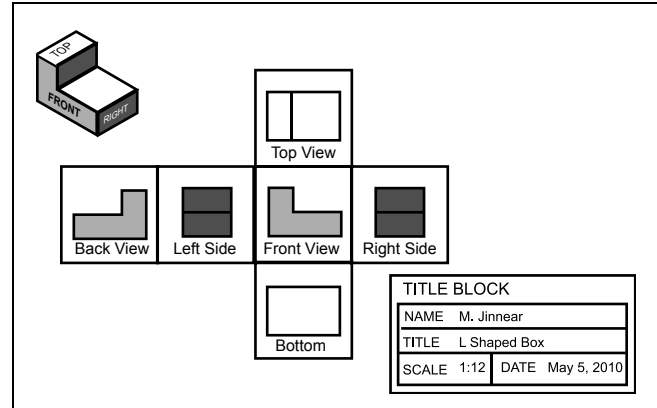 TOP
FRONT
RIGHT
Top View
Back View
Left Side
Front View
Right Side
Bottom
TITLE BLOCK
NAME M. Jinnear
TITLE L Shaped Box
SCALE 1:12 DATE May 5, 2010